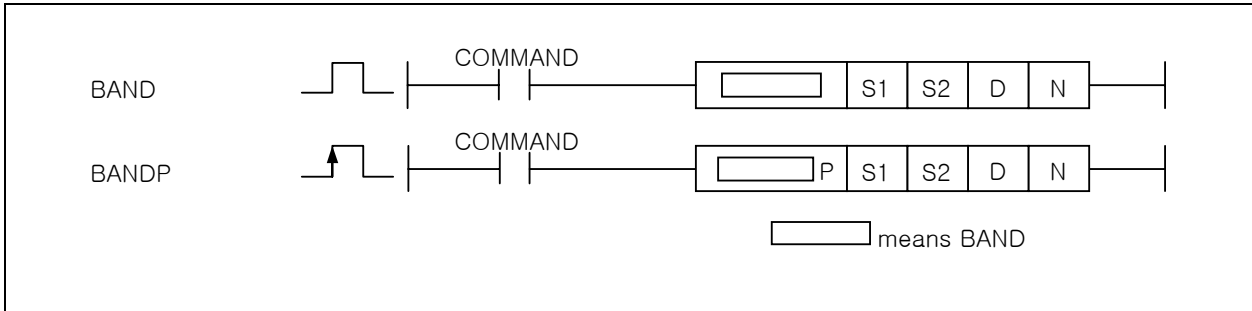 COMMAND
BAND S1 S2 D N
COMMAND
BANDP P S1 S2 D N
means BAND